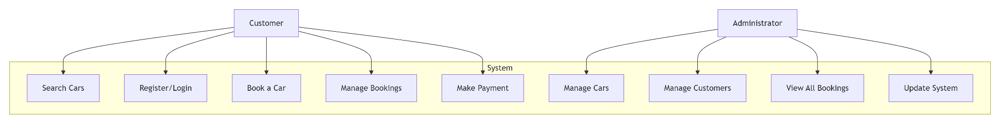 Customer
Administrator
System
Search Cars
Register/Login
Book a Car
Manage Bookings
Make Payment
Manage Cars
Manage Customers
View All Bookings
Update System